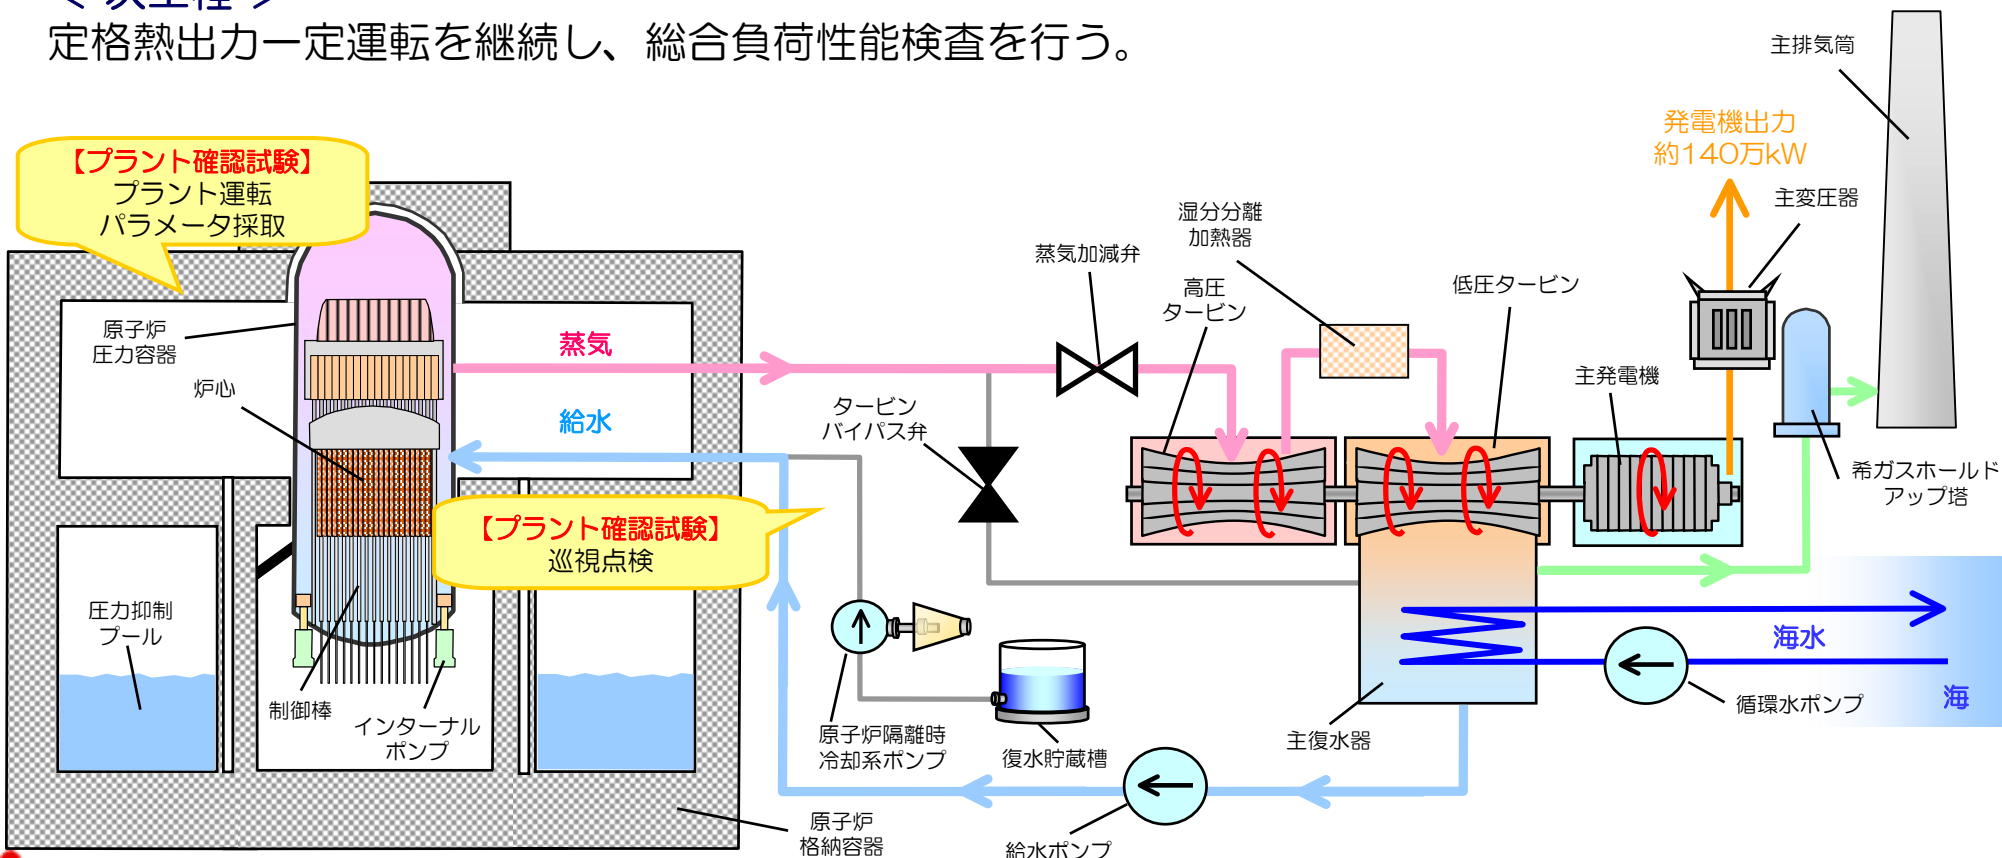 ＜次工程＞
定格熱出力一定運転を継続し、総合負荷性能検査を行う。
主排気筒
発電機出力
約140万kW
【プラント確認試験】
プラント運転
パラメータ採取
主変圧器
湿分分離
加熱器
蒸気加減弁
高圧
タービン
低圧タービン
原子炉
圧力容器
蒸気
炉心
主発電機
タービン
バイパス弁
給水
希ガスホールド
アップ塔
【プラント確認試験】
巡視点検
圧力抑制
プール
海水
海
制御棒
インターナル
ポンプ
原子炉隔離時
冷却系ポンプ
復水貯蔵槽
主復水器
循環水ポンプ
原子炉
格納容器
給水ポンプ